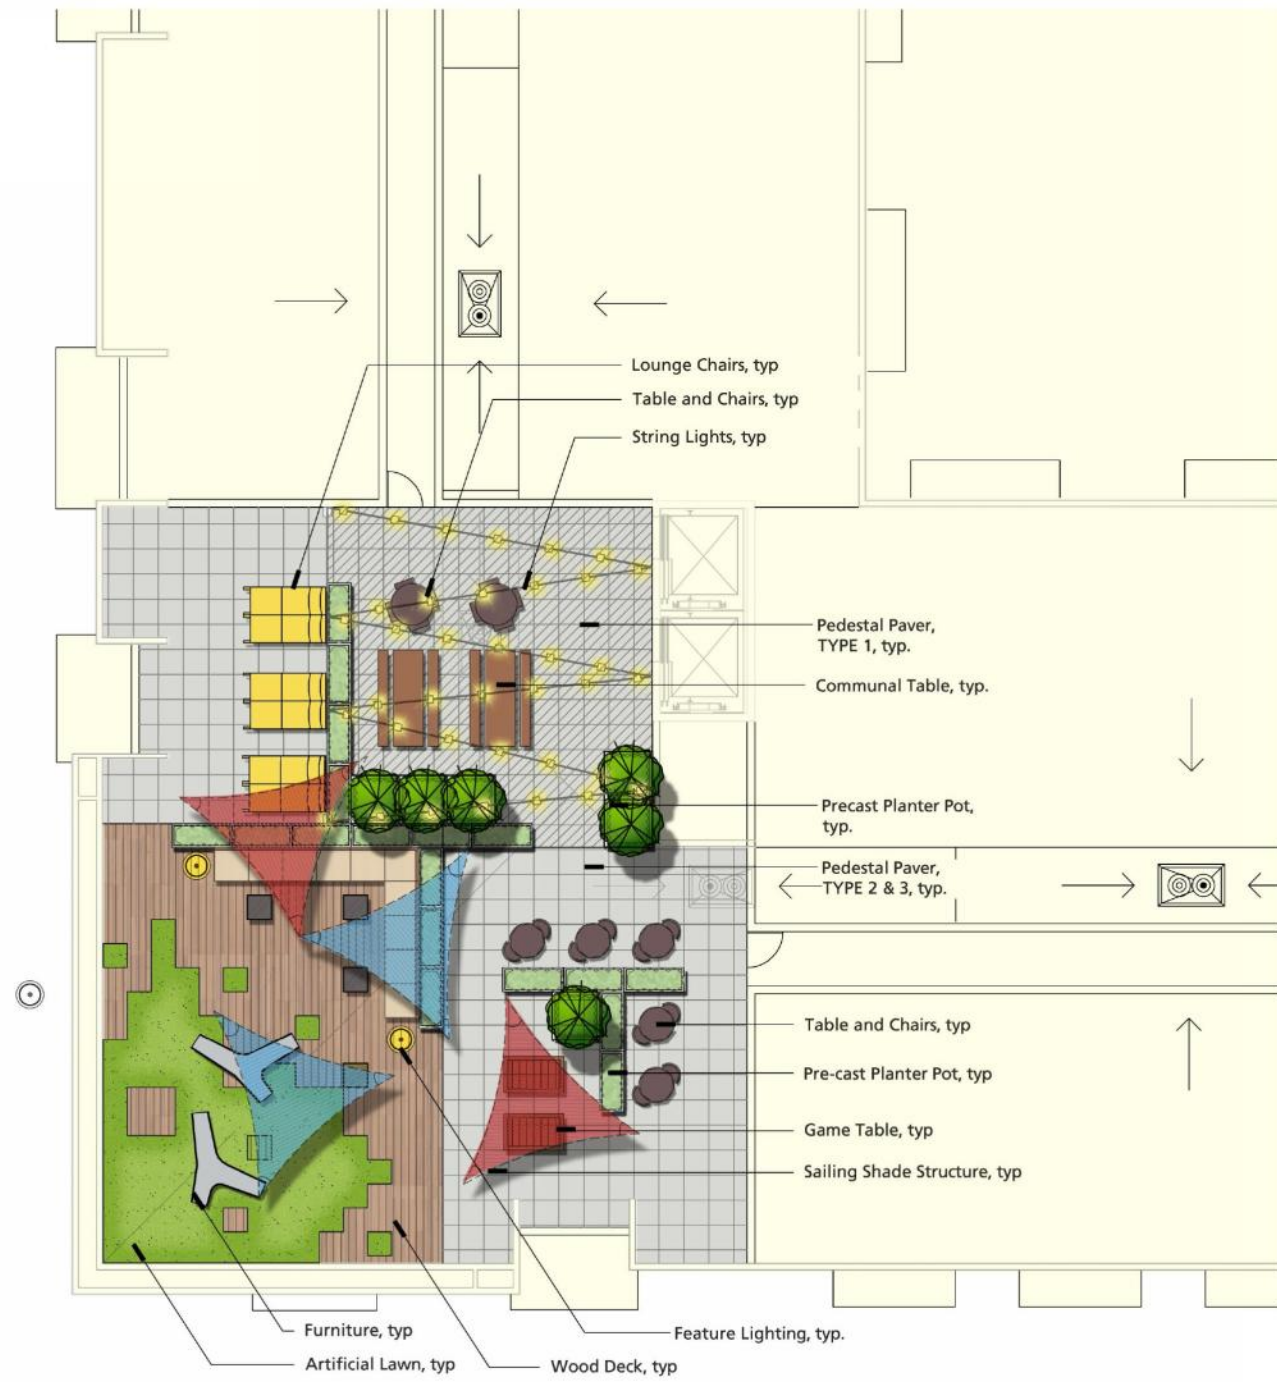 Lounge Chairs, typ
Table and Chairs, typ
String Lights, typ
Pedestal Paver,
TYPE 1, typ.
Communal Table, typ.
Precast Planter Pot,
typ.
Pedestal Paver,
TYPE 2 & 3, typ.
Table and Chairs, typ
Pre-cast Planter Pot, typ
Game Table, typ
Sailing Shade Structure, typ
Furniture, typ
Feature Lighting, typ.
Artificial Lawn, typ
Wood Deck, typ